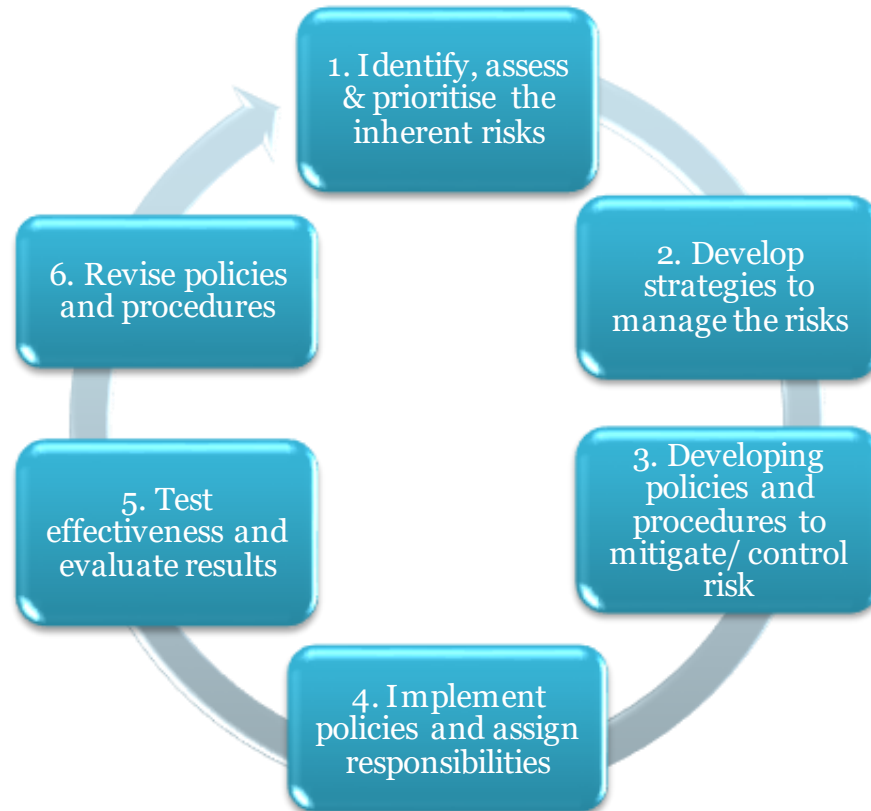 1. Identify, assess
& prioritise the
inherent risks
2. Develop
strategies to
manage the risks
3. Developing
policies and
procedures to
mitigate/ control
risk
4. Implement
policies and assign
responsibilities
5. Test
effectiveness and
evaluate results
6. Revise policies
and procedures